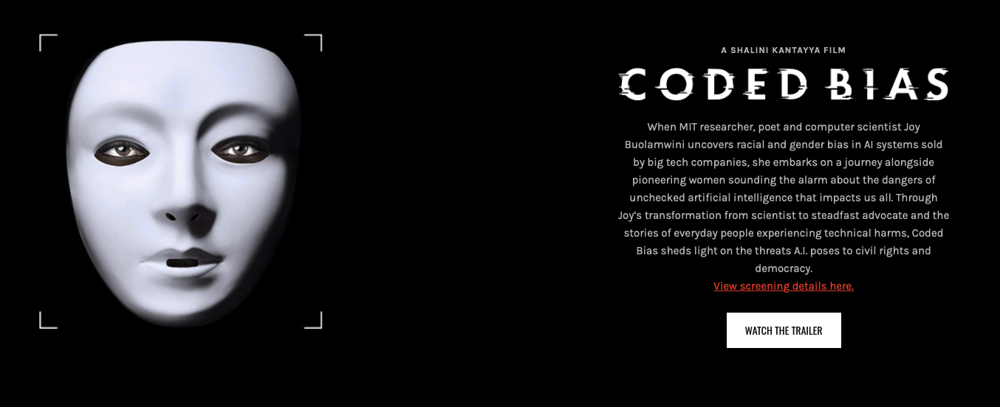 A SHALINI KANTAYYA FILM
CODED BIAS
When MIT researcher, poet and computer scientist Joy
Buolamwini uncovers racial and gender bias in AI systems sold
by big tech companies, she embarks on a journey alongside
pioneering women sounding the alarm about the dangers of
unchecked artificial intelligence that impacts us all. Through
Joy’s transformation from scientist to steadfast advocate and the
stories of everyday people experiencing technical harms, Coded
Bias sheds light on the threats A.I. poses to civil rights and
democracy.
View screening details here.
WATCH THE TRAILER